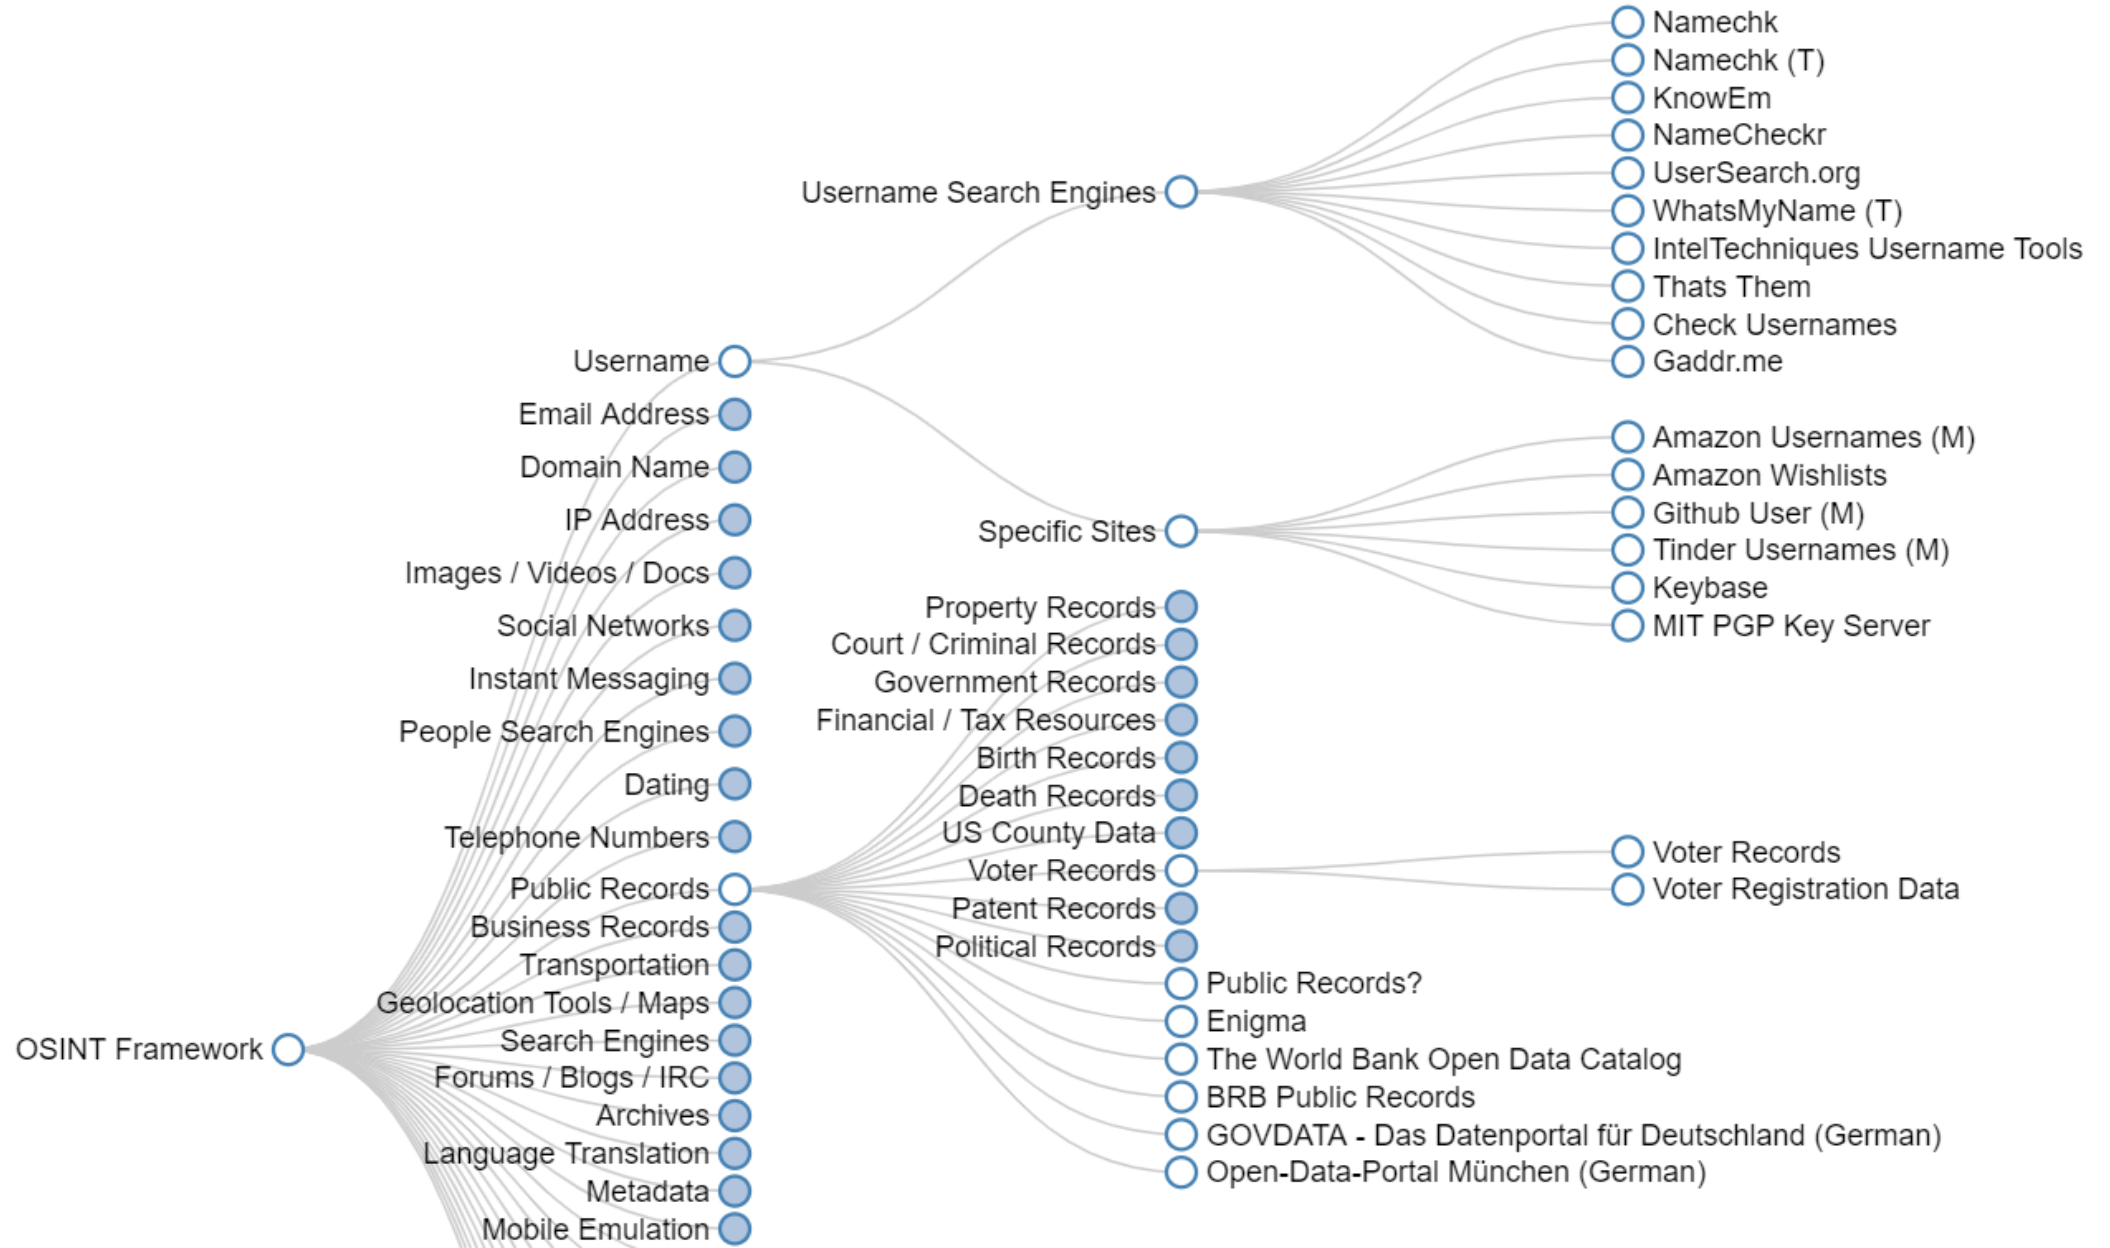 OSINT Framework
Username
Email Address
Domain Name
IP Address
Images / Videos / Docs
Social Networks
Instant Messaging
People Search Engines
Dating
Telephone Numbers
Public Records
Business Records
Transportation
Geolocation Tools / Maps
Search Engines
Forums / Blogs / IRC
Archives
Language Translation
Metadata
Mobile Emulation
Username Search Engines
Specific Sites
Property Records
Court / Criminal Records
Government Records
Financial / Tax Resources
Birth Records
Death Records
US County Data
Voter Records
Patent Records
Political Records
Public Records?
Enigma
The World Bank Open Data Catalog
BRB Public Records
GOVDATA - Das Datenportal für Deutschland (German)
Open-Data-Portal München (German)
Namechk
Namechk (T)
KnowEm
NameCheckr
UserSearch.org
WhatsMyName (T)
IntelTechniques Username Tools
Thats Them
Check Usernames
Gaddr.me
Amazon Usernames (M)
Amazon Wishlists
Github User (M)
Tinder Usernames (M)
Keybase
MIT PGP Key Server
Voter Records
Voter Registration Data